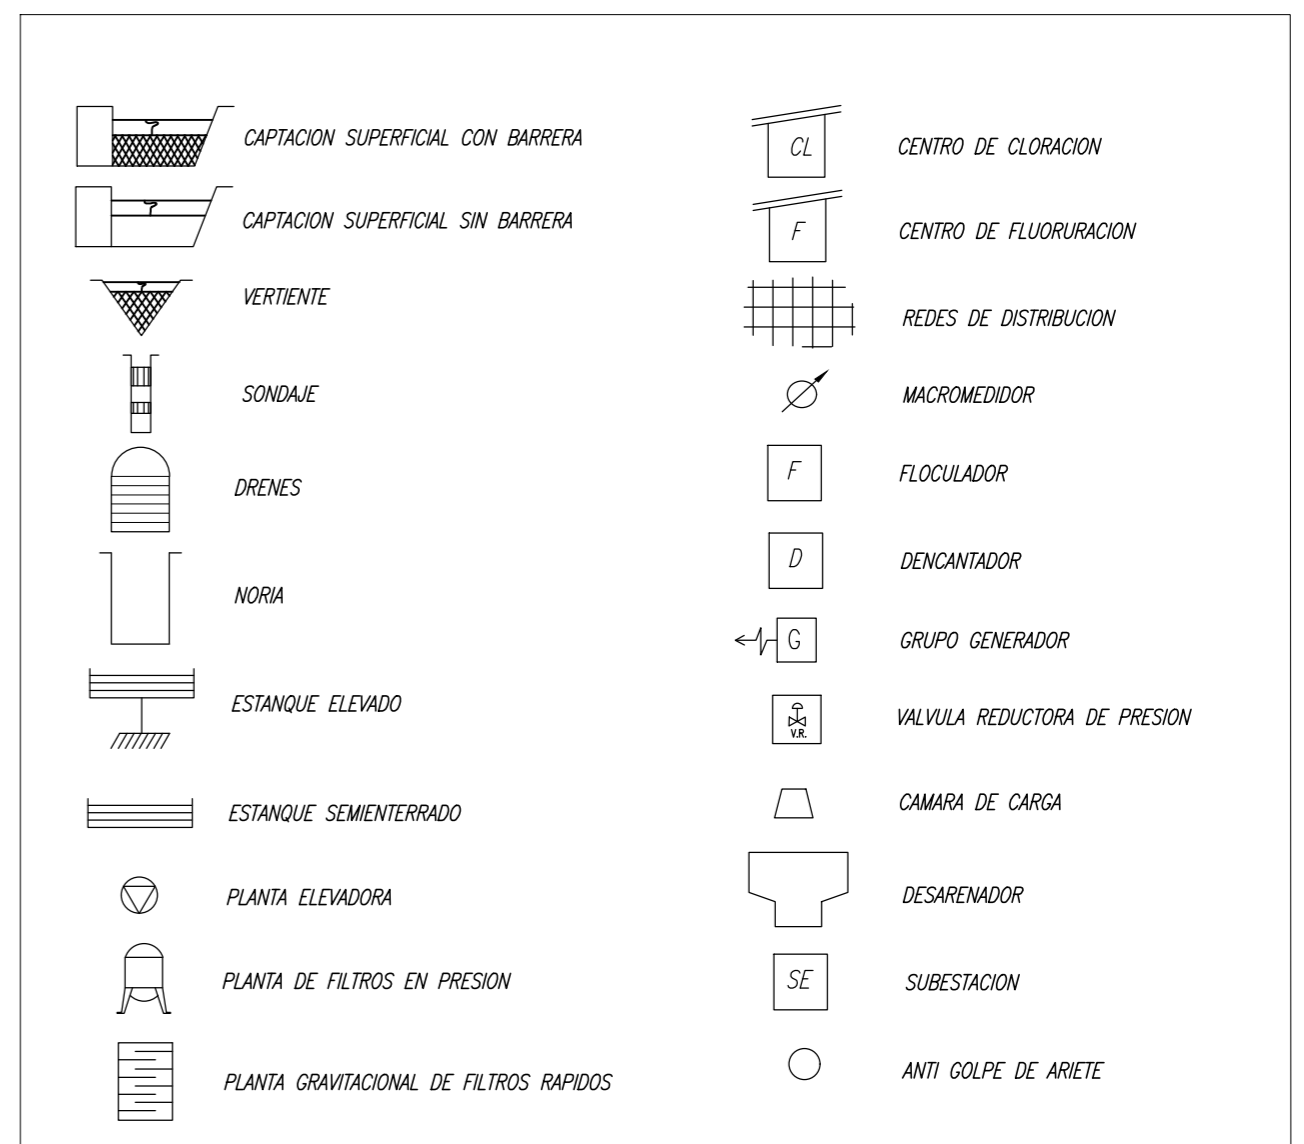 CAPTACION SUPERFICIAL CON BARRERA
CAPTACION SUPERFICIAL SIN BARRERA
VERTIENTE
SONDAJE
DRENES
NORIA
ESTANQUE ELEVADO
ESTANQUE SEMIENTERRADO
PLANTA ELEVADORA
PLANTA DE FILTROS EN PRESION
PLANTA GRAVITACIONAL DE FILTROS RAPIDOS
CL CENTRO DE CLORACION
F CENTRO DE FLUORURACION
REDES DE DISTRIBUCION
MACROMEDIDOR
F FLOCULADOR
D DENCANTADOR
G GRUPO GENERADOR
V.R. VALVULA REDUCTORA DE PRESION
CAMARA DE CARGA
DESARENADOR
SE SUBESTACION
ANTI GOLPE DE ARIETE